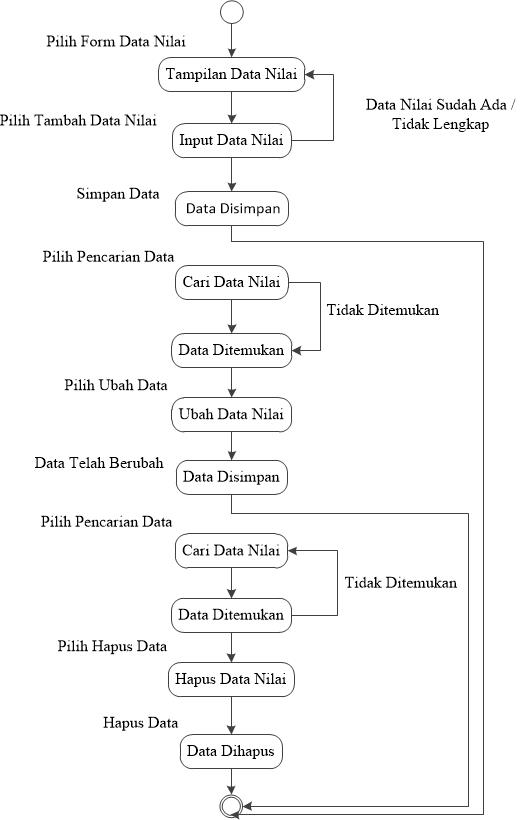 Pilih Form Data Nilai
Tampilan Data Nilai
Data Nilai Sudah Ada /
Tidak Lengkap
Pilih Tambah Data Nilai
Input Data Nilai
Simpan Data
Data Disimpan
Pilih Pencarian Data
Cari Data Nilai
Tidak Ditemukan
Data Ditemukan
Pilih Ubah Data
Ubah Data Nilai
Data Telah Berubah
Data Disimpan
Pilih Pencarian Data
Cari Data Nilai
Tidak Ditemukan
Data Ditemukan
Pilih Hapus Data
Hapus Data Nilai
Hapus Data
Data Dihapus